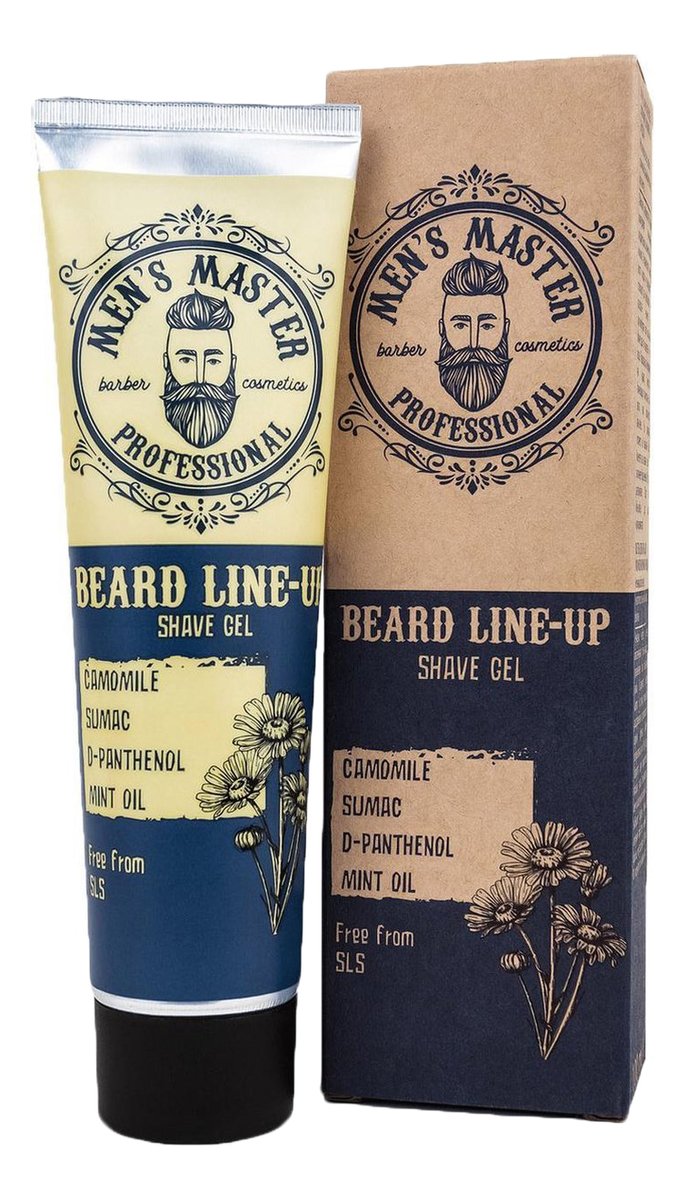 MEN'S MASTER
barber cosmetics
PROFESSIONAL
BEARD LINE-UP
SHAVE GEL
CAMOMILE
SUMAC
D-PANTHENOL
MINT OIL
Free from
SLS
MEN'S MASTER
barber cosmetics
PROFESSIONAL
BEARD LINE-UP
SHAVE GEL
CAMOMILE
SUMAC
D-PANTHENOL
MINT OIL
Free from
SLS